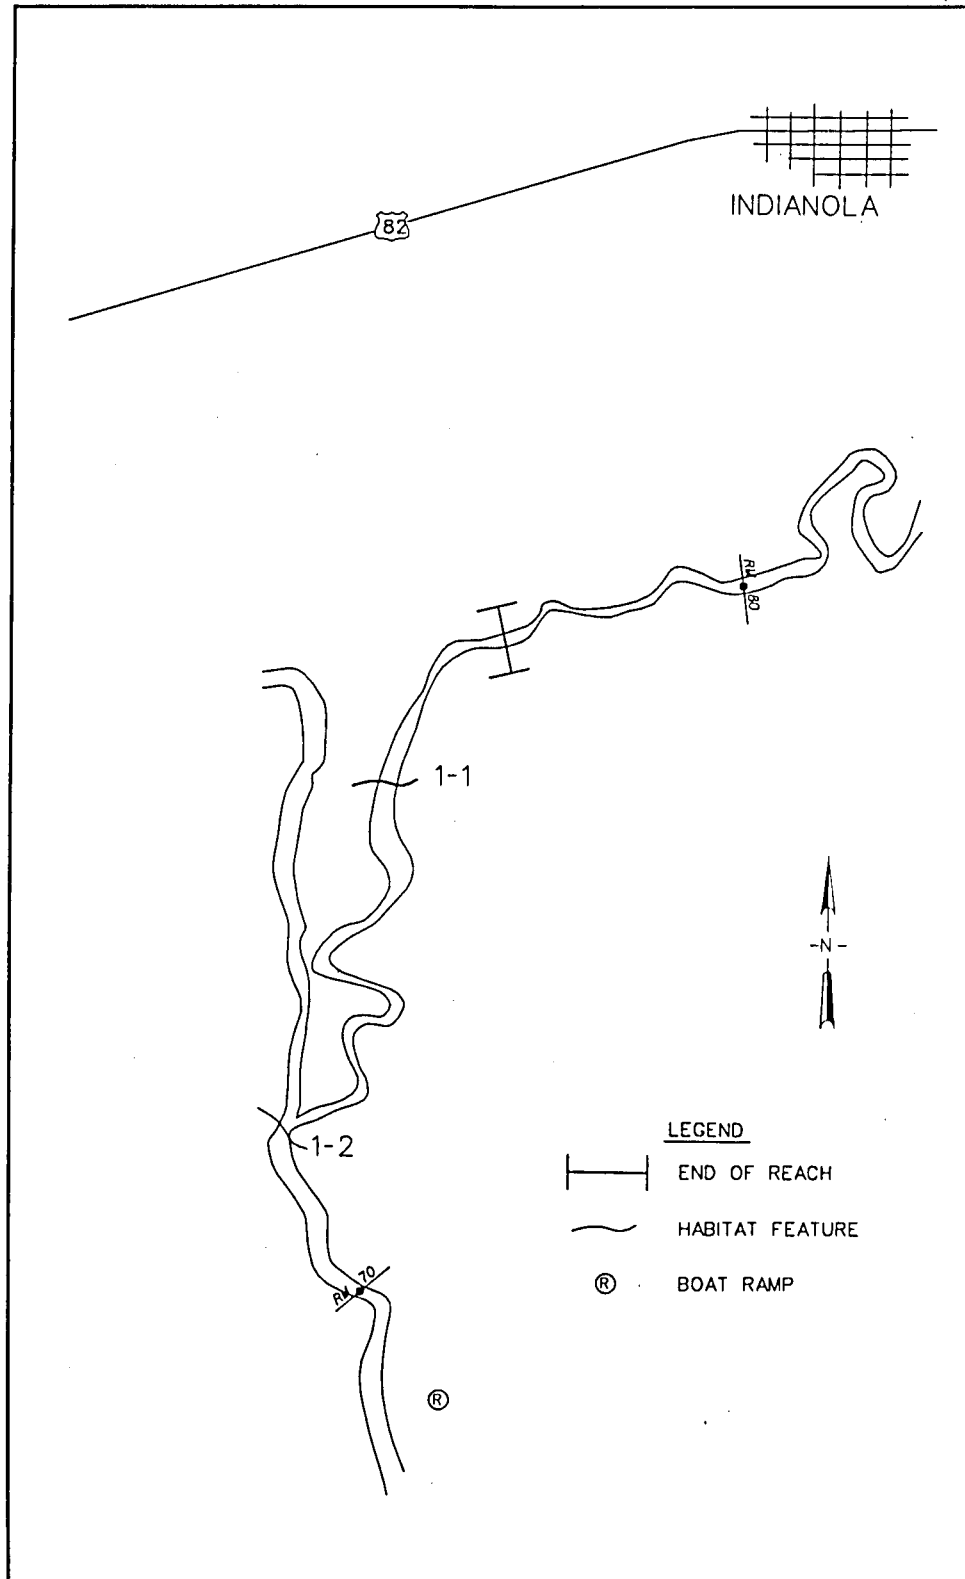 INDIANOLA
82
RM 80
1-1
-N-
1-2
RM 70
LEGEND
END OF REACH
HABITAT FEATURE
R BOAT RAMP
R